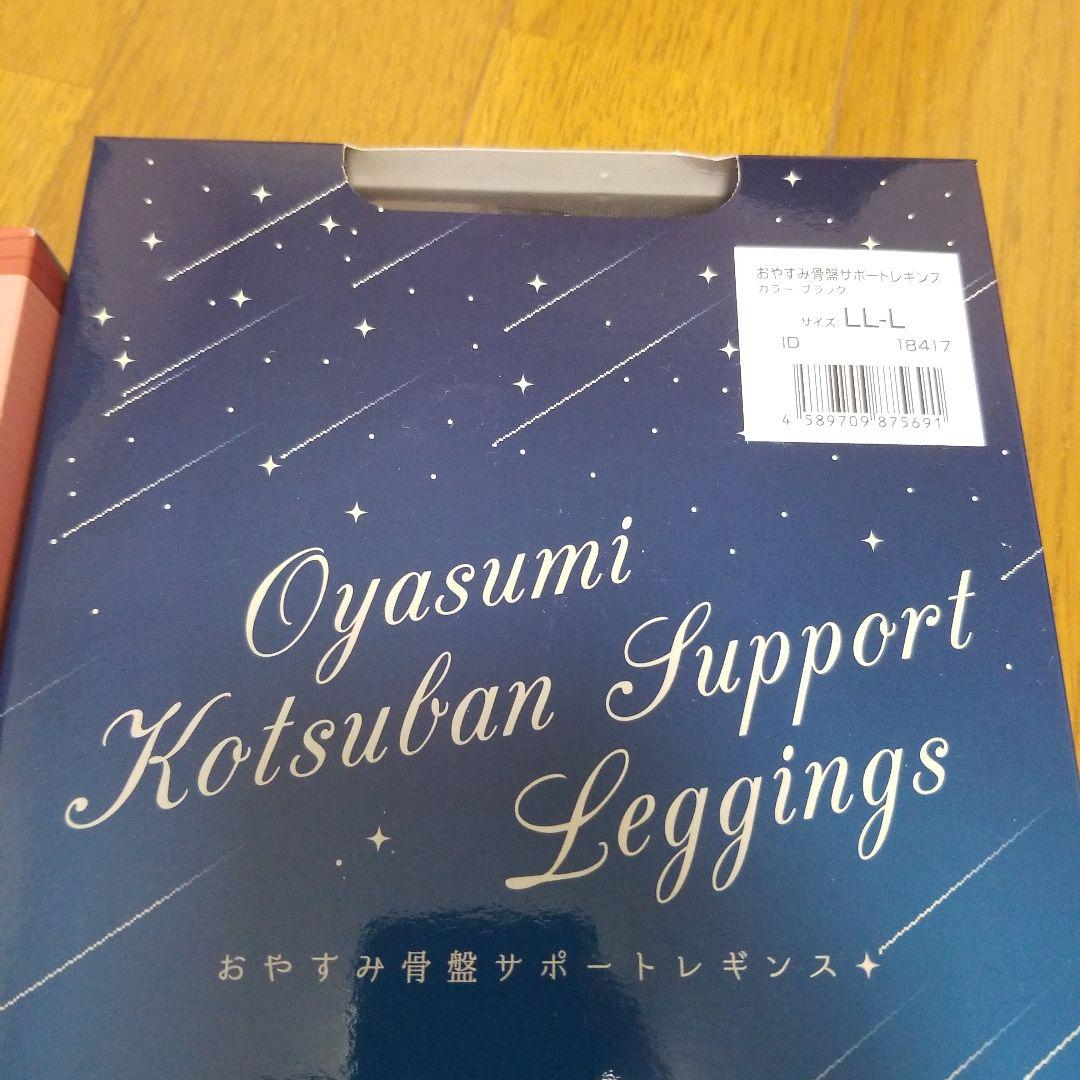 おやすみ骨盤サポートレギンス
カラー ブラック
サイズ LL-L
ID 18417
4 589709 875691
Oyasumi
Kotsuban Support
Leggings
おやすみ骨盤サポートレギンス